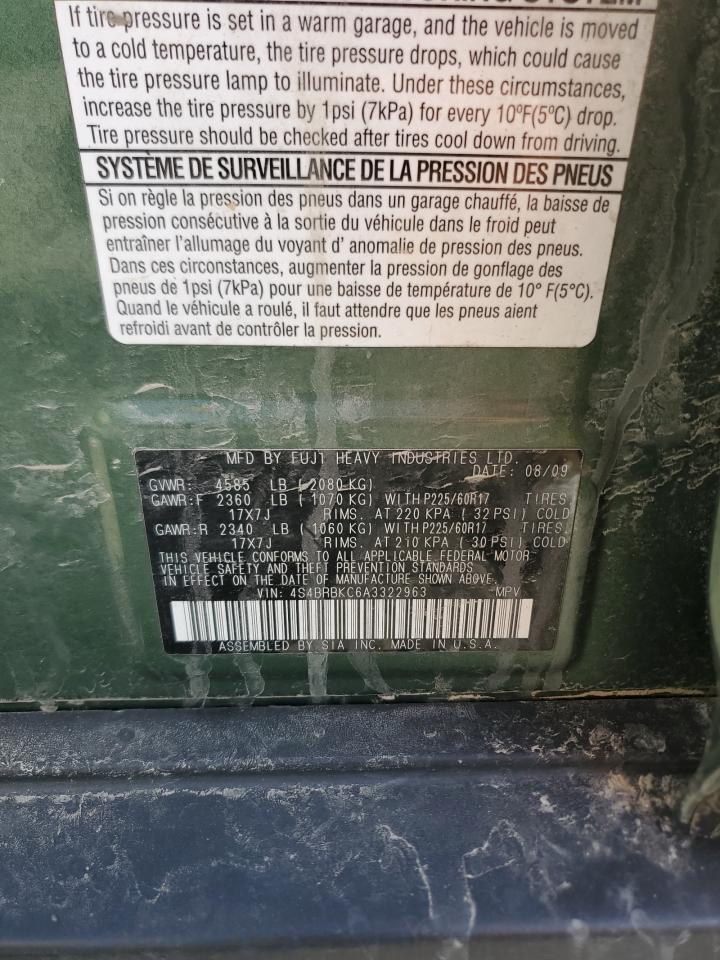 If tire pressure is set in a warm garage, and the vehicle is moved
to a cold temperature, the tire pressure drops, which could cause
the tire pressure lamp to illuminate. Under these circumstances,
increase the tire pressure by 1psi (7kPa) for every 10ºF(5ºC) drop.
Tire pressure should be checked after tires cool down from driving.
SYSTÈME DE SURVEILLANCE DE LA PRESSION DES PNEUS
Si on règle la pression des pneus dans un garage chauffé, la baisse de
pression consécutive à la sortie du véhicule dans le froid peut
entraîner l'allumage du voyant d' anomalie de pression des pneus.
Dans ces circonstances, augmenter la pression de gonflage des
pneus de 1psi (7kPa) pour une baisse de température de 10° F(5°C).
Quand le véhicule a roulé, il faut attendre que les pneus aient
refroidi avant de contrôler la pression.
MFD BY FUJI HEAVY INDUSTRIES LTD.
DATE: 08/09
GVWR: 4585 LB (2080 KG)
GAWR:F 2360 LB (1070 KG) WITH P225/60R17 TIRES
17X7J RIMS. AT 220 KPA (32 PSI) COLD
GAWR:R 2340 LB (1060 KG) WITH P225/60R17 TIRES
17X7J RIMS. AT 210 KPA (30 PSI) COLD
THIS VEHICLE CONFORMS TO ALL APPLICABLE FEDERAL MOTOR
VEHICLE SAFETY AND THEFT PREVENTION STANDARDS
IN EFFECT ON THE DATE OF MANUFACTURE SHOWN ABOVE.
VIN: 4S4BRBKC6A3322963 MPV
ASSEMBLED BY SIA INC. MADE IN U.S.A.